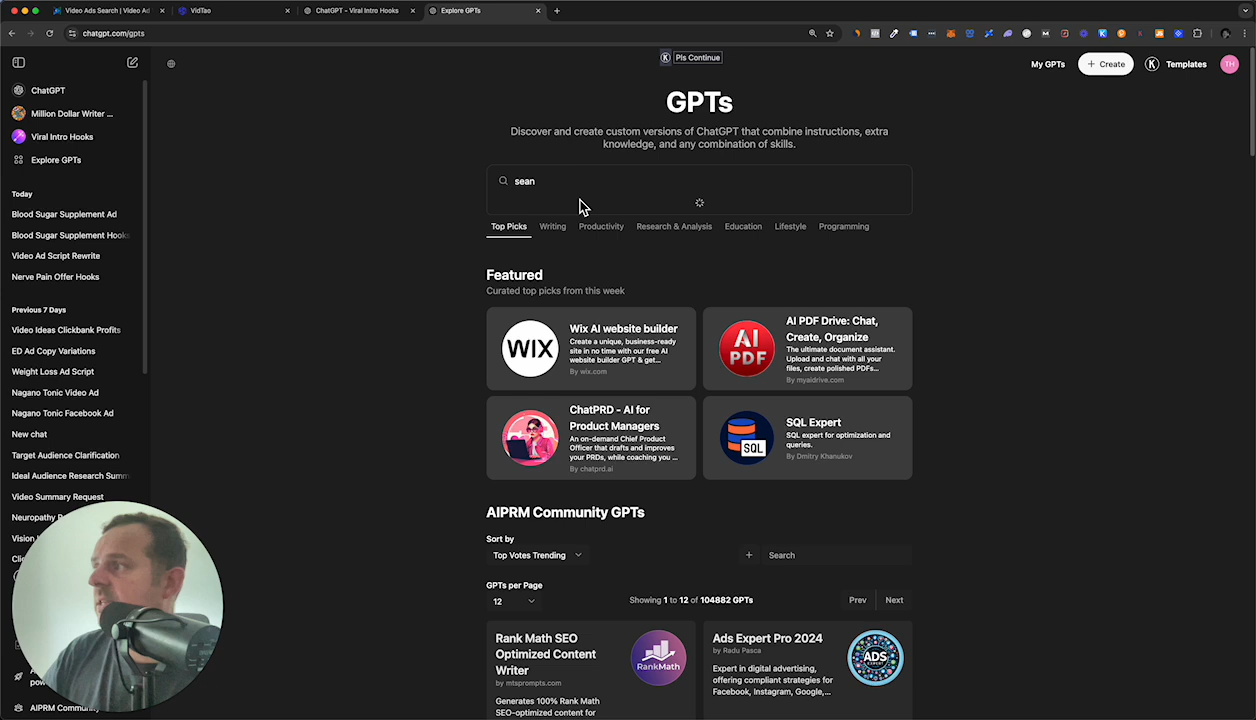 Video Ads Search | Video Ad
VidTao
ChatGPT - Viral Intro Hooks
Explore GPTs
chatgpt.com/gpts
Pls Continue
My GPTs
Create
Templates
TH
ChatGPT
Million Dollar Writer ...
Viral Intro Hooks
Explore GPTs
Today
Blood Sugar Supplement Ad
Blood Sugar Supplement Hooks
Video Ad Script Rewrite
Nerve Pain Offer Hooks
Previous 7 Days
Video Ideas Clickbank Profits
ED Ad Copy Variations
Weight Loss Ad Script
Nagano Tonic Video Ad
Nagano Tonic Facebook Ad
New chat
Target Audience Clarification
Ideal Audience Research Summ
Video Summary Request
Neuropathy
Vision
AIPRM Community
GPTs
Discover and create custom versions of ChatGPT that combine instructions, extra
knowledge, and any combination of skills.
sean
Top Picks
Writing
Productivity
Research & Analysis
Education
Lifestyle
Programming
Featured
Curated top picks from this week
WIX
Wix AI website builder
Create a unique, business-ready
site in no time with our free AI
website builder GPT & get...
By wix.com
AI
PDF
AI PDF Drive: Chat,
Create, Organize
The ultimate document assistant.
Upload and chat with all your
files, create polished PDFs...
By myaidrive.com
ChatPRD - AI for
Product Managers
An on-demand Chief Product
Officer that drafts and improves
your PRDs, while coaching you ...
By chatprd.ai
SQL
SQL Expert
SQL expert for optimization and
queries.
By Dmitry Khanukov
AIPRM Community GPTs
Sort by
Top Votes Trending
Search
GPTs per Page
12
Showing 1 to 12 of 104882 GPTs
Prev
Next
Rank Math SEO
Optimized Content
Writer
by mtsprompts.com
Generates 100% Rank Math
SEO-optimized content for
RankMath
Ads Expert Pro 2024
by Radu Pasca
Expert in digital advertising,
offering compliant strategies for
Facebook, Instagram, Google,...
ADS
EXPERT